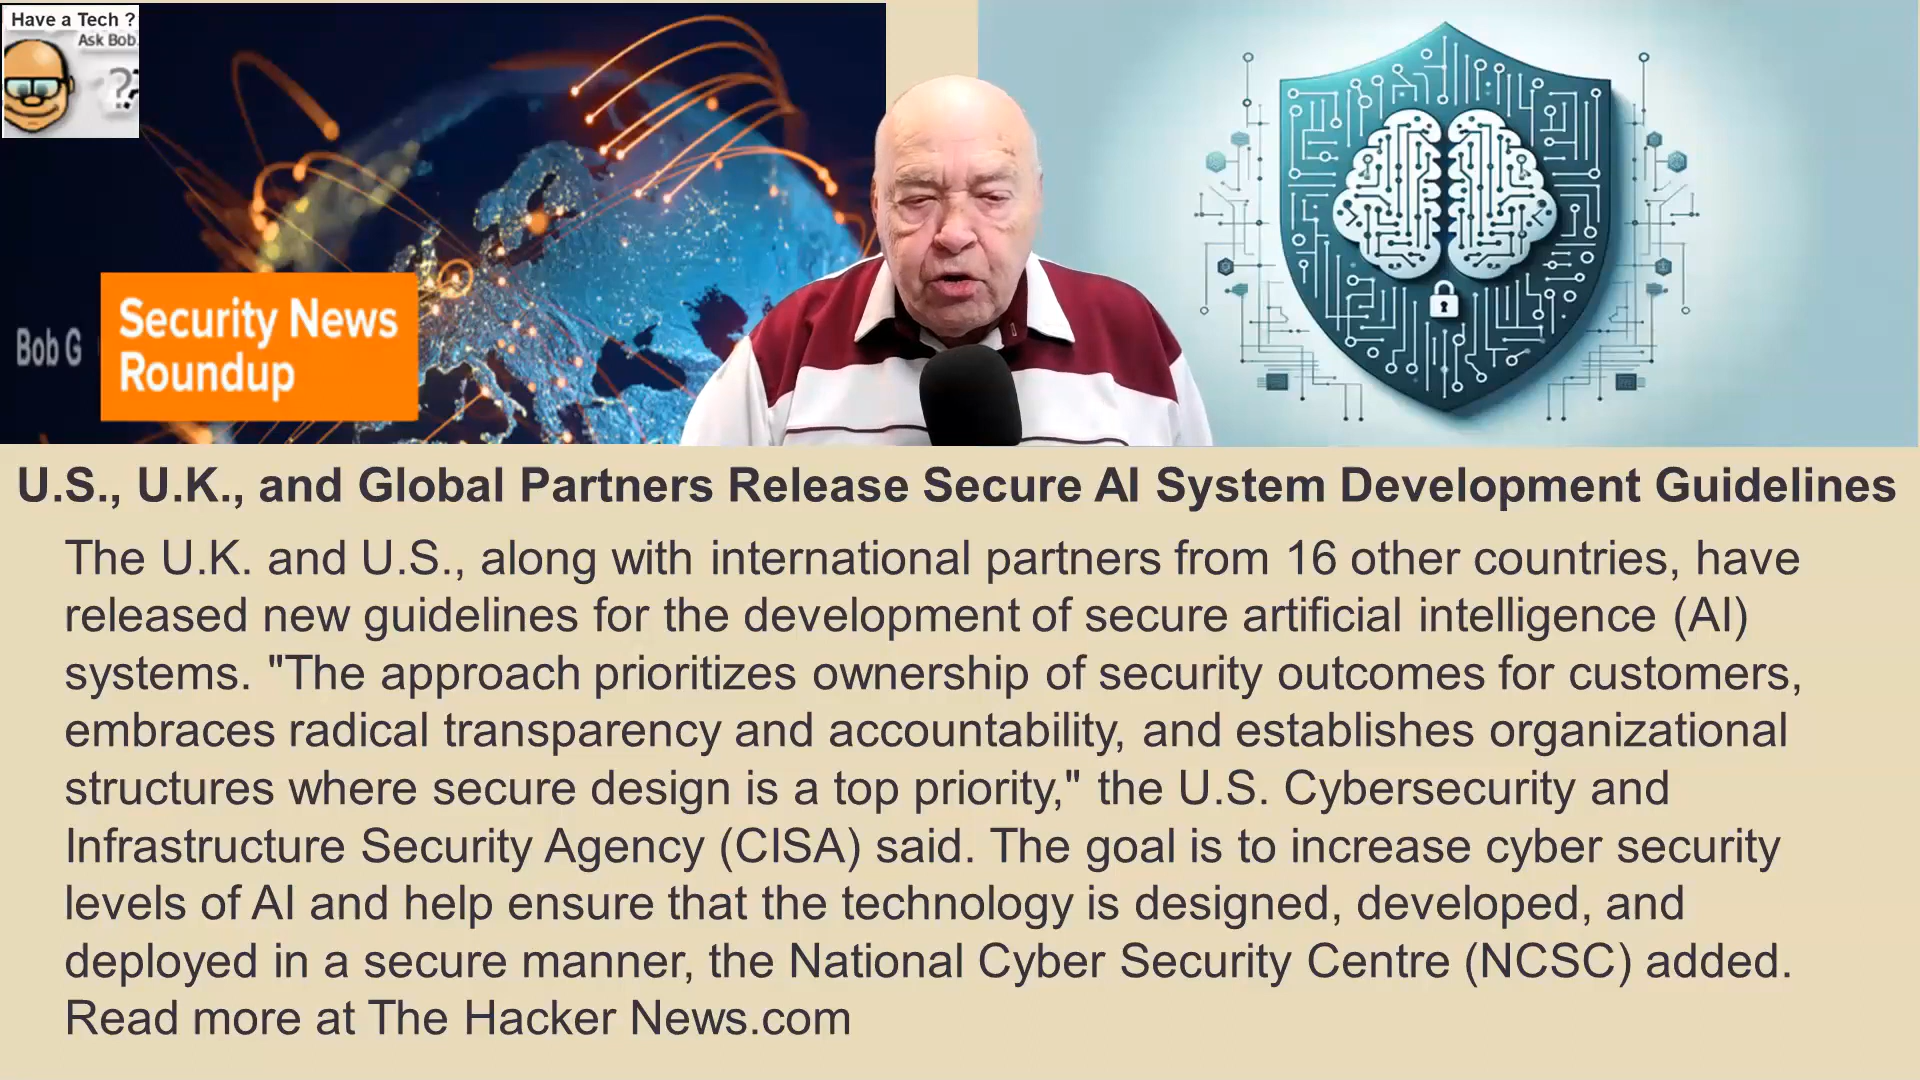 Have a Tech ?
Ask Bob.
??
Bob G
Security News
Roundup
U.S., U.K., and Global Partners Release Secure AI System Development Guidelines
The U.K. and U.S., along with international partners from 16 other countries, have
released new guidelines for the development of secure artificial intelligence (AI)
systems. "The approach prioritizes ownership of security outcomes for customers,
embraces radical transparency and accountability, and establishes organizational
structures where secure design is a top priority," the U.S. Cybersecurity and
Infrastructure Security Agency (CISA) said. The goal is to increase cyber security
levels of AI and help ensure that the technology is designed, developed, and
deployed in a secure manner, the National Cyber Security Centre (NCSC) added.
Read more at The Hacker News.com